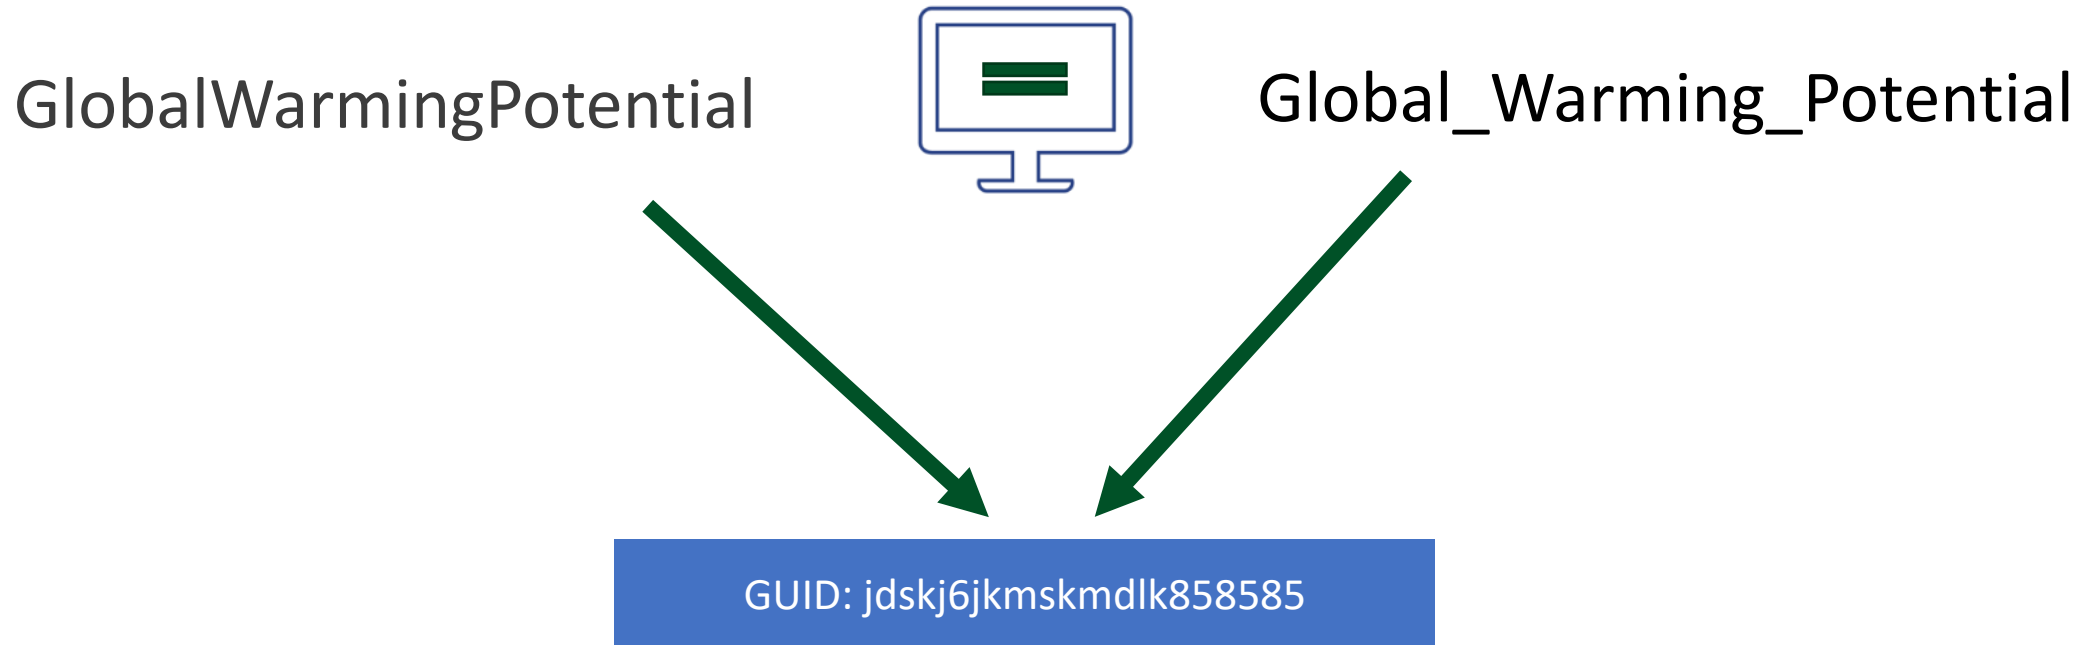 GlobalWarmingPotential
Global_Warming_Potential
GUID: jdskj6jkmskmdlk858585